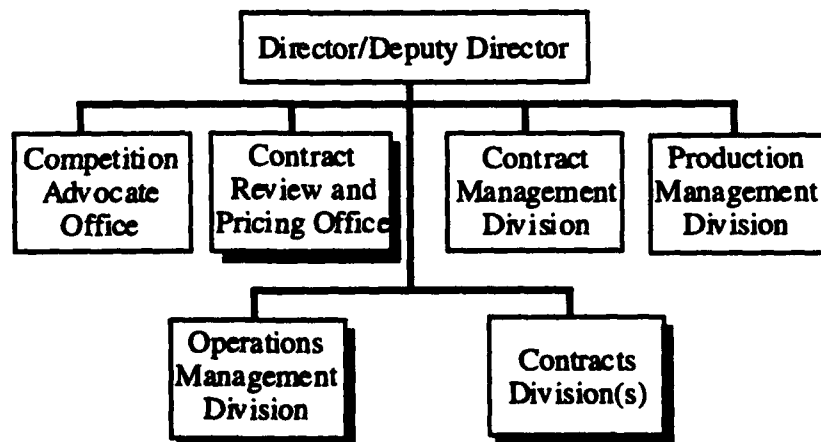 Director/Deputy Director
Competition
Advocate
Office
Contract
Review and
Pricing Office
Contract
Management
Division
Production
Management
Division
Operations
Management
Division
Contracts
Division(s)